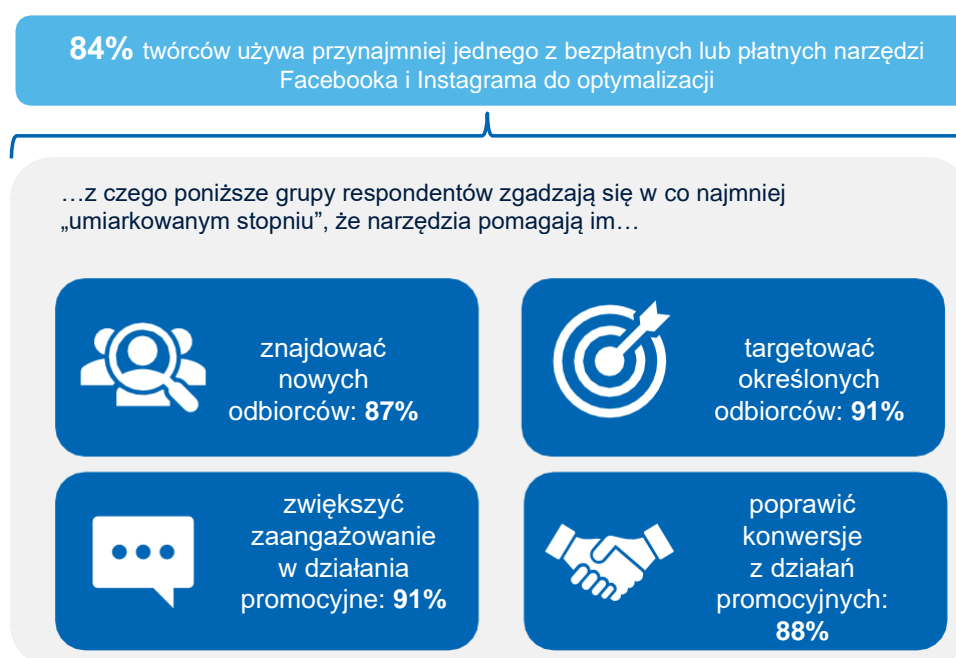 84% twórców używa przynajmniej jednego z bezpłatnych lub płatnych narzędzi
Facebooka i Instagrama do optymalizacji
…z czego poniższe grupy respondentów zgadzają się w co najmniej
„umiarkowanym stopniu”, że narzędzia pomagają im…
znajdować
nowych
odbiorców: 87%
targetować
określonych
odbiorców: 91%
zwiększyć
zaangażowanie
w działania
promocyjne: 91%
poprawić
konwersje
z działań
promocyjnych:
88%